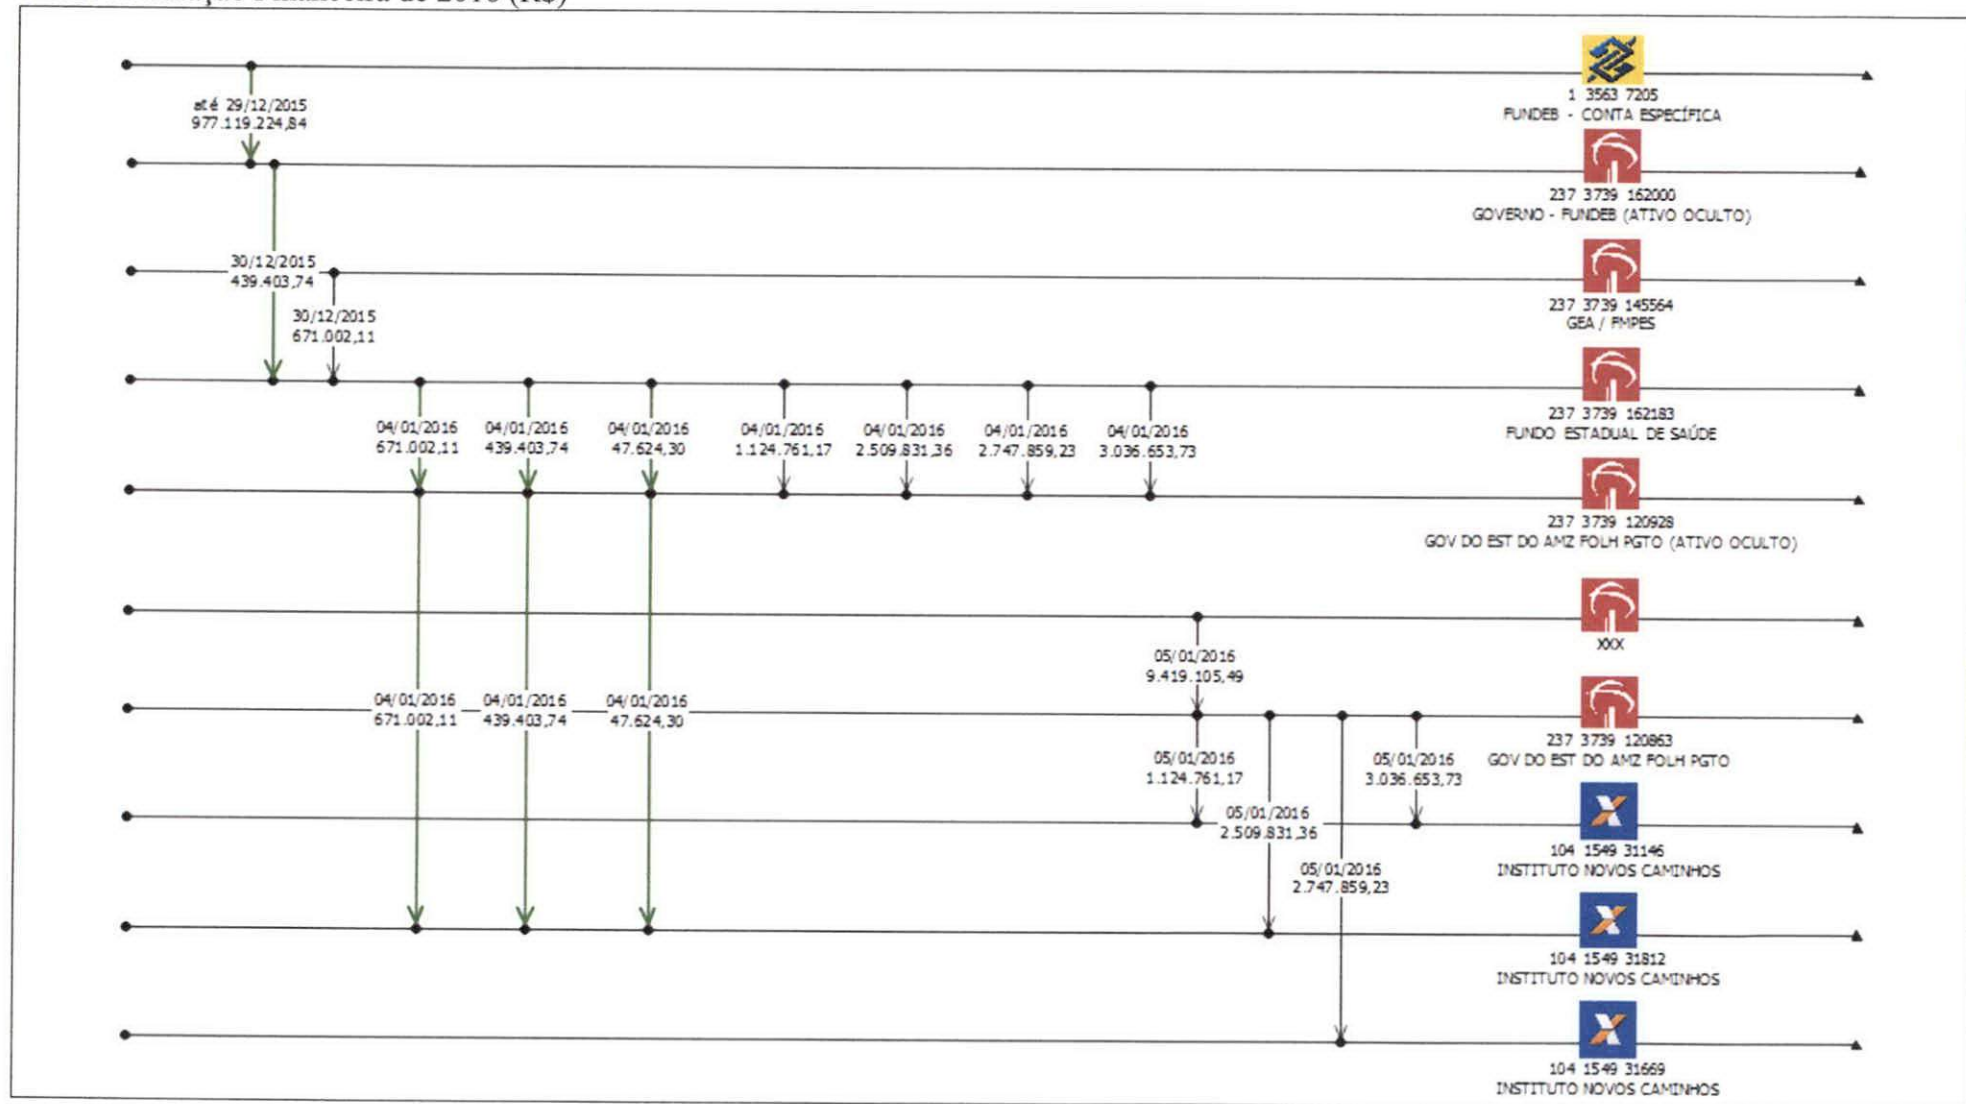 Financeira de 2016 (R$)
1 3563 7205
FUNDEB - CONTA ESPECÍFICA
até 29/12/2015
977.119.224,84
237 3739 162000
GOVERNO - FUNDEB (ATIVO OCULTO)
30/12/2015
439.403,74
237 3739 145564
GEA / FMPES
30/12/2015
671.002,11
237 3739 162183
FUNDO ESTADUAL DE SAÚDE
04/01/2016
671.002,11
04/01/2016
439.403,74
04/01/2016
47.624,30
04/01/2016
1.124.761,17
04/01/2016
2.509.831,36
04/01/2016
2.747.859,23
04/01/2016
3.036.653,73
237 3739 120928
GOV DO EST DO AMZ FOLH PGTO (ATIVO OCULTO)
XXX
05/01/2016
9.419.105,49
04/01/2016
671.002,11
04/01/2016
439.403,74
04/01/2016
47.624,30
237 3739 120863
GOV DO EST DO AMZ FOLH PGTO
05/01/2016
1.124.761,17
05/01/2016
3.036.653,73
05/01/2016
2.509.831,36
104 1549 31146
INSTITUTO NOVOS CAMINHOS
05/01/2016
2.747.859,23
104 1549 31812
INSTITUTO NOVOS CAMINHOS
104 1549 31669
INSTITUTO NOVOS CAMINHOS